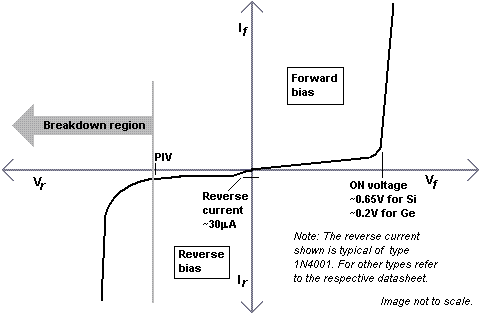 If
Forward
bias
Breakdown region
PIV
Vr
Vf
Reverse
current
~30µA
ON voltage
~0.65V for Si
~0.2V for Ge
Reverse
bias
Note: The reverse current
shown is typical of type
1N4001. For other types refer
to the respective datasheet.
Ir
Image not to scale.